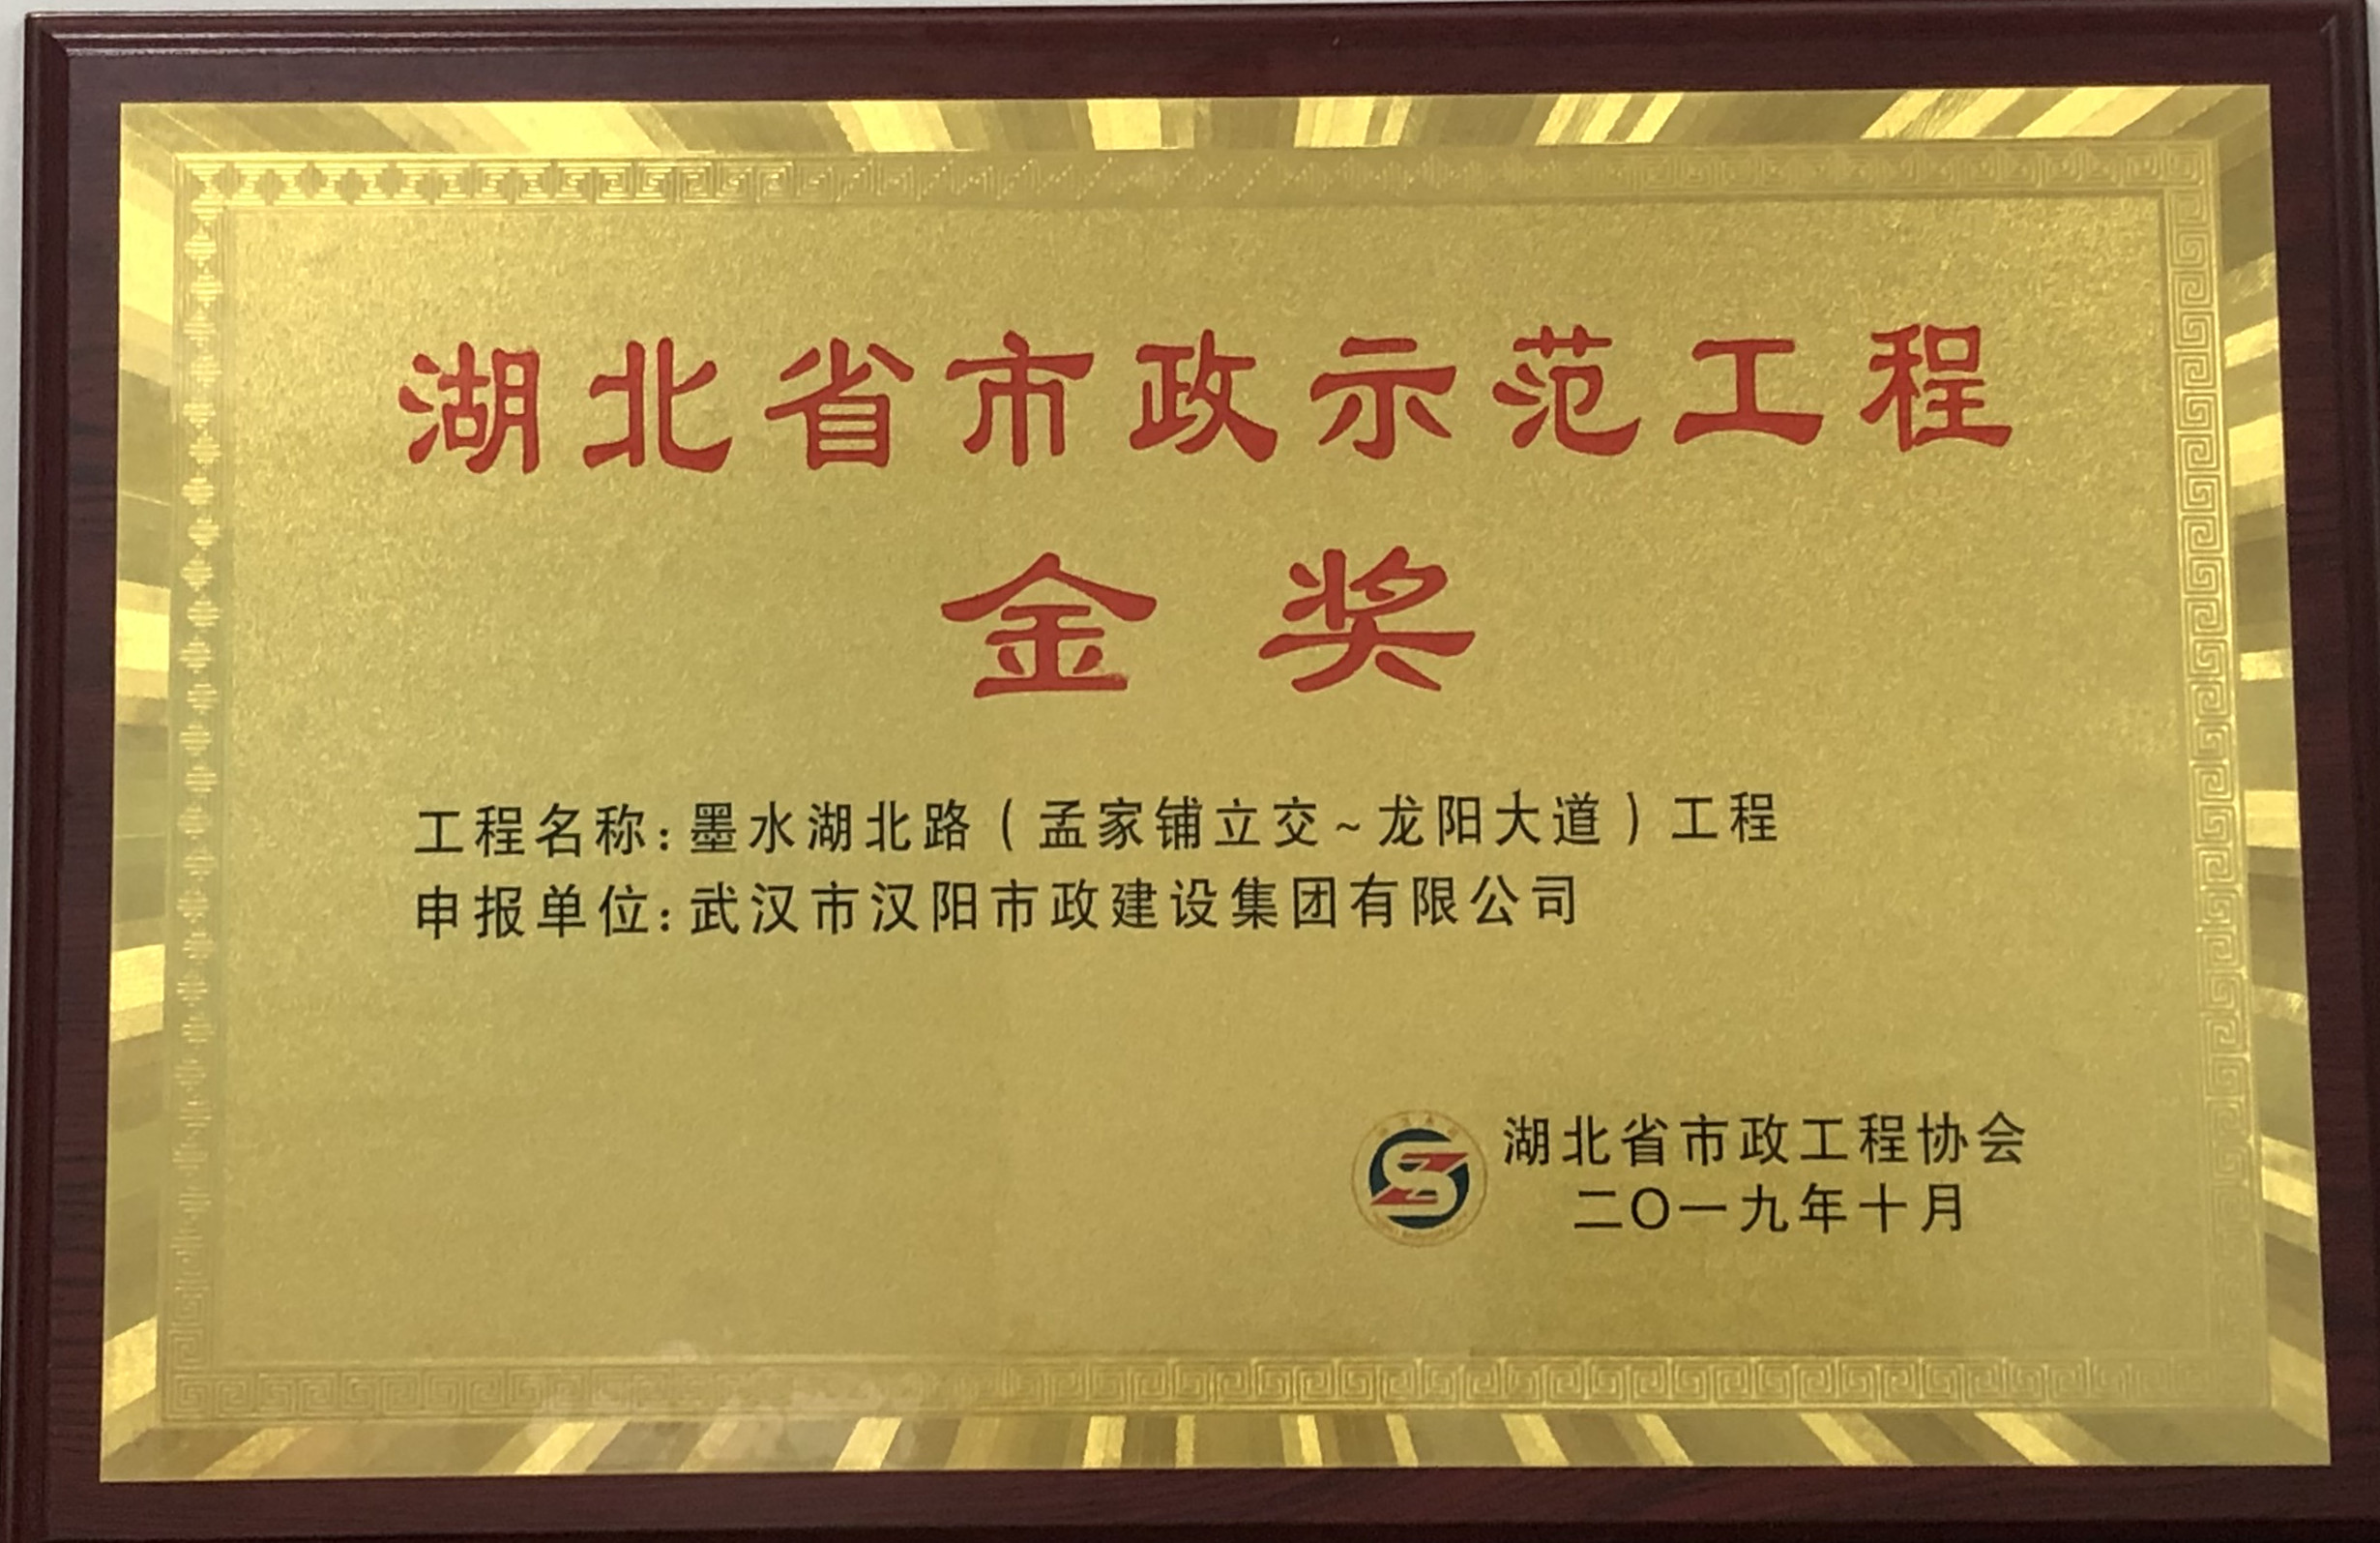 湖北省市政示范工程
金奖
工程名称:墨水湖北路(孟家铺立交~龙阳大道)工程
申报单位:武汉市汉阳市政建设集团有限公司
湖北省市政工程协会
二〇一九年十月